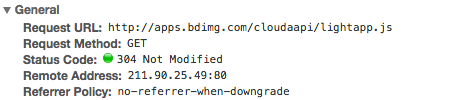 General
Request URL: http://apps.bdimg.com/cloudaapi/lightapp.js
Request Method: GET
Status Code: 304 Not Modified
Remote Address: 211.90.25.49:80
Referrer Policy: no-referrer-when-downgrade